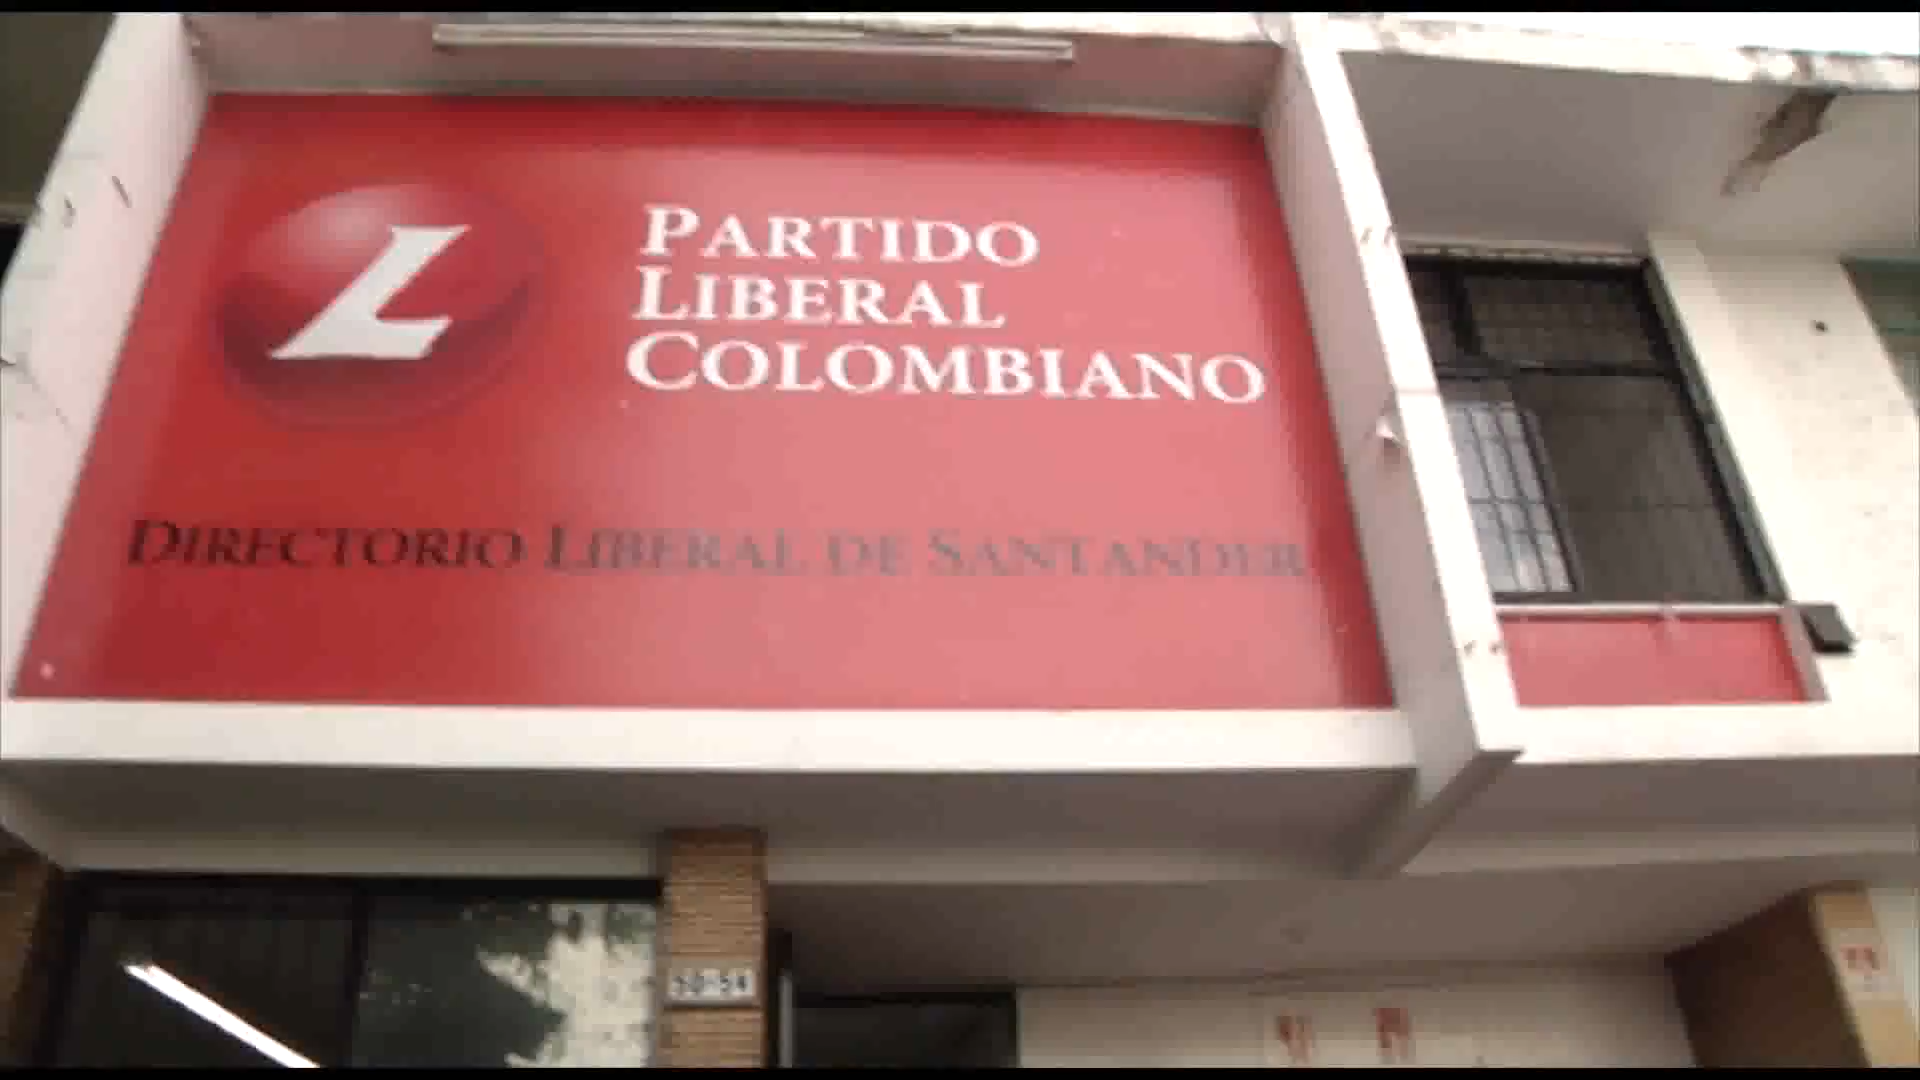 L
PARTIDO
LIBERAL
COLOMBIANO
DIRECTORIO LIBERAL DE SANTANDER